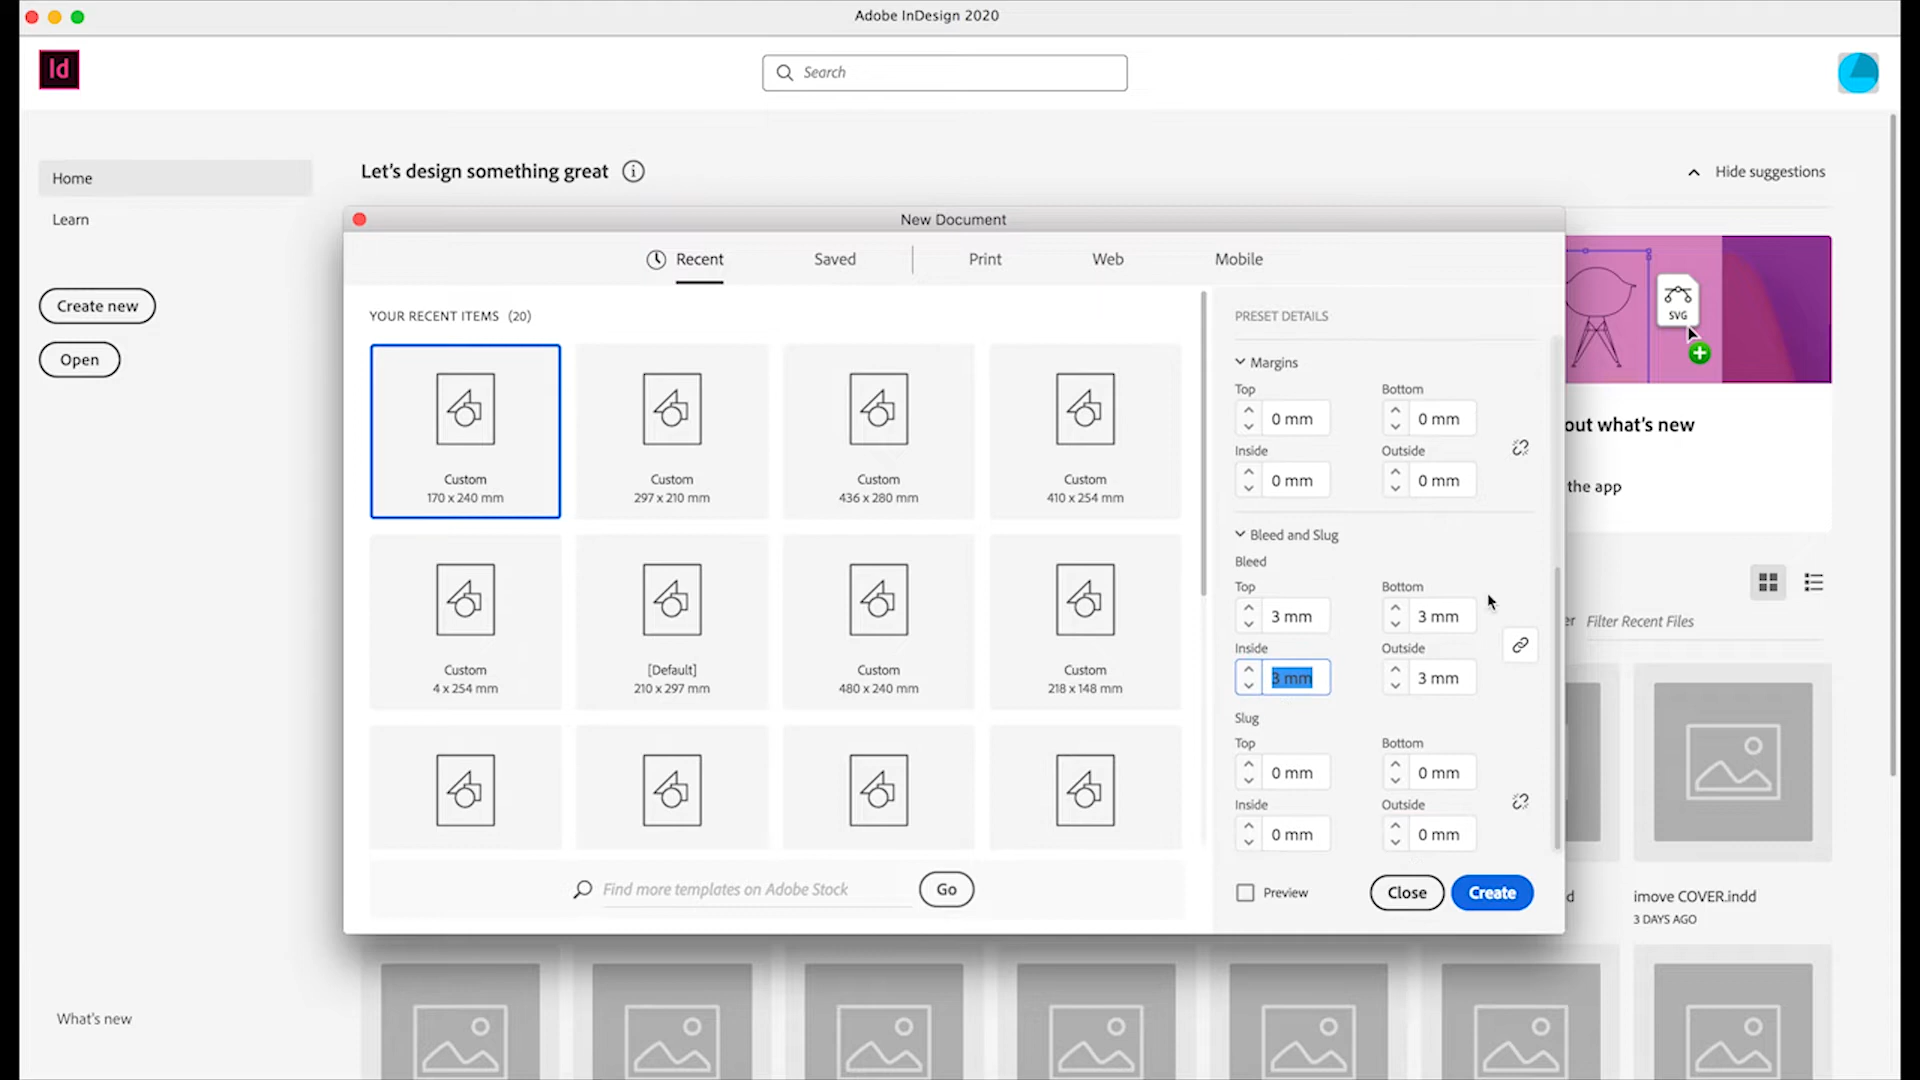 Adobe InDesign 2020
Id
Search
Home
Learn
Create new
Open
What's new
Let's design something great
Hide suggestions
New Document
Recent
Saved
Print
Web
Mobile
YOUR RECENT ITEMS (20)
Custom
170 x 240 mm
Custom
297 x 210 mm
Custom
436 x 280 mm
Custom
410 x 254 mm
Custom
4 x 254 mm
[Default]
210 x 297 mm
Custom
480 x 240 mm
Custom
218 x 148 mm
Find more templates on Adobe Stock
Go
PRESET DETAILS
Margins
Top
Bottom
0 mm
0 mm
Inside
Outside
0 mm
0 mm
Bleed and Slug
Bleed
Top
Bottom
3 mm
3 mm
Inside
Outside
3 mm
3 mm
Slug
Top
Bottom
0 mm
0 mm
Inside
Outside
0 mm
0 mm
Preview
Close
Create
SVG
out what's new
the app
er
Filter Recent Files
d
imove COVER.indd
3 DAYS AGO